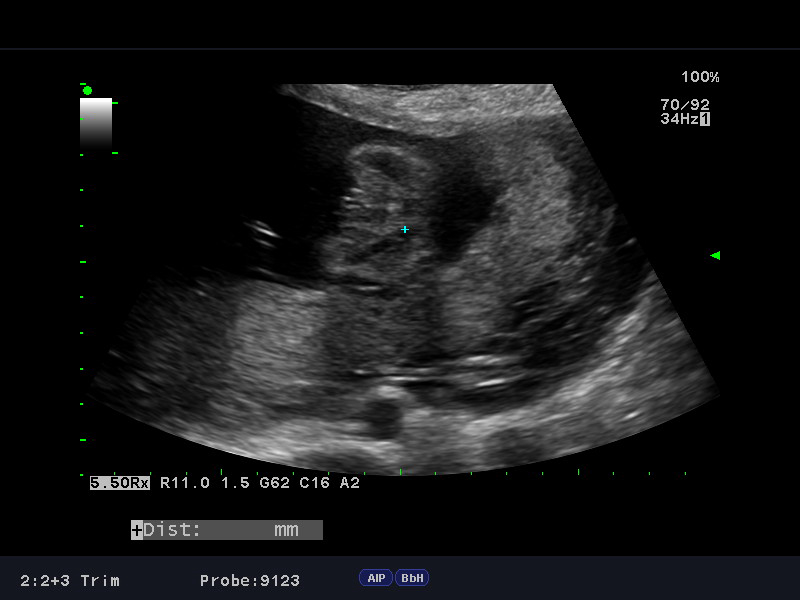 100%
70/92
34Hz1
5.50Rx R11.0 1.5 G62 C16 A2
+Dist: mm
2:2+3 Trim Probe:9123 AIP BbH